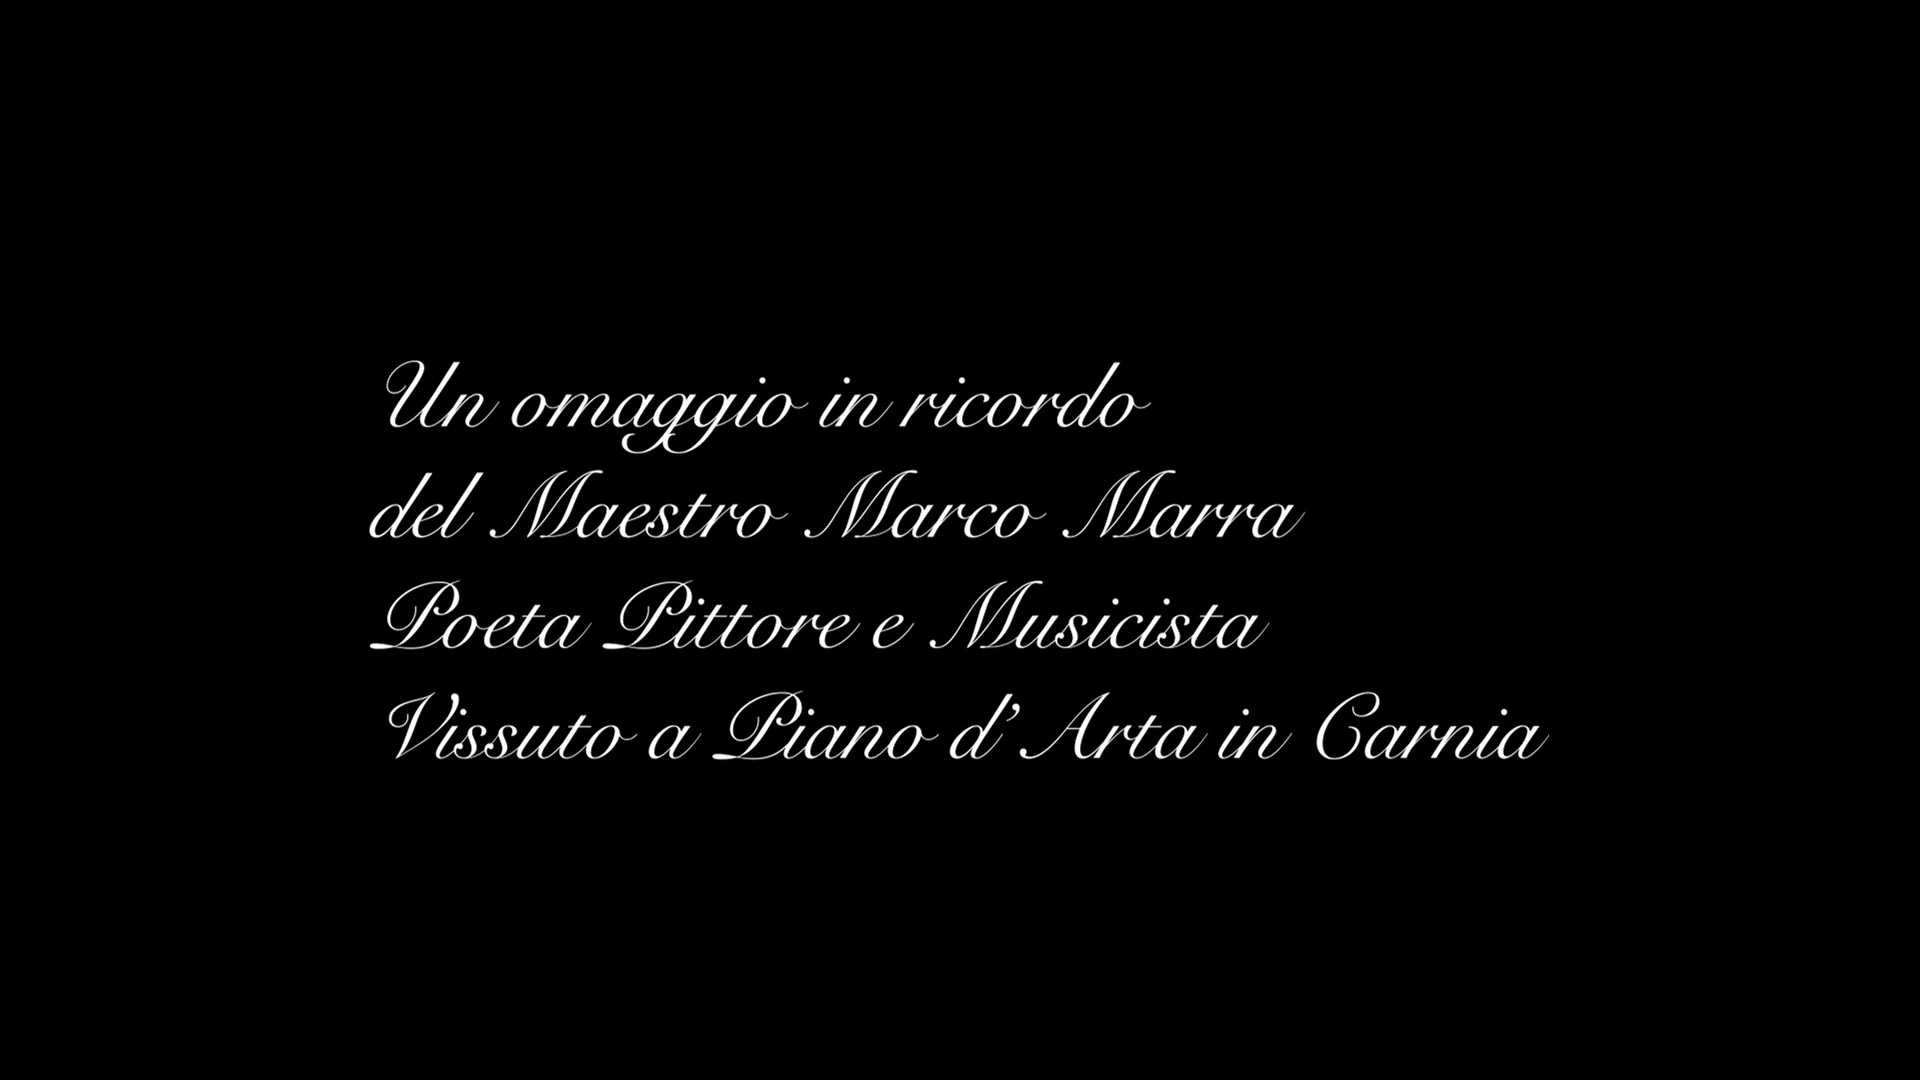 Un omaggio in ricordo
del Maestro Marco Marra
Poeta Pittore e Musicista
Vissuto a Piano d' Arta in Carnia